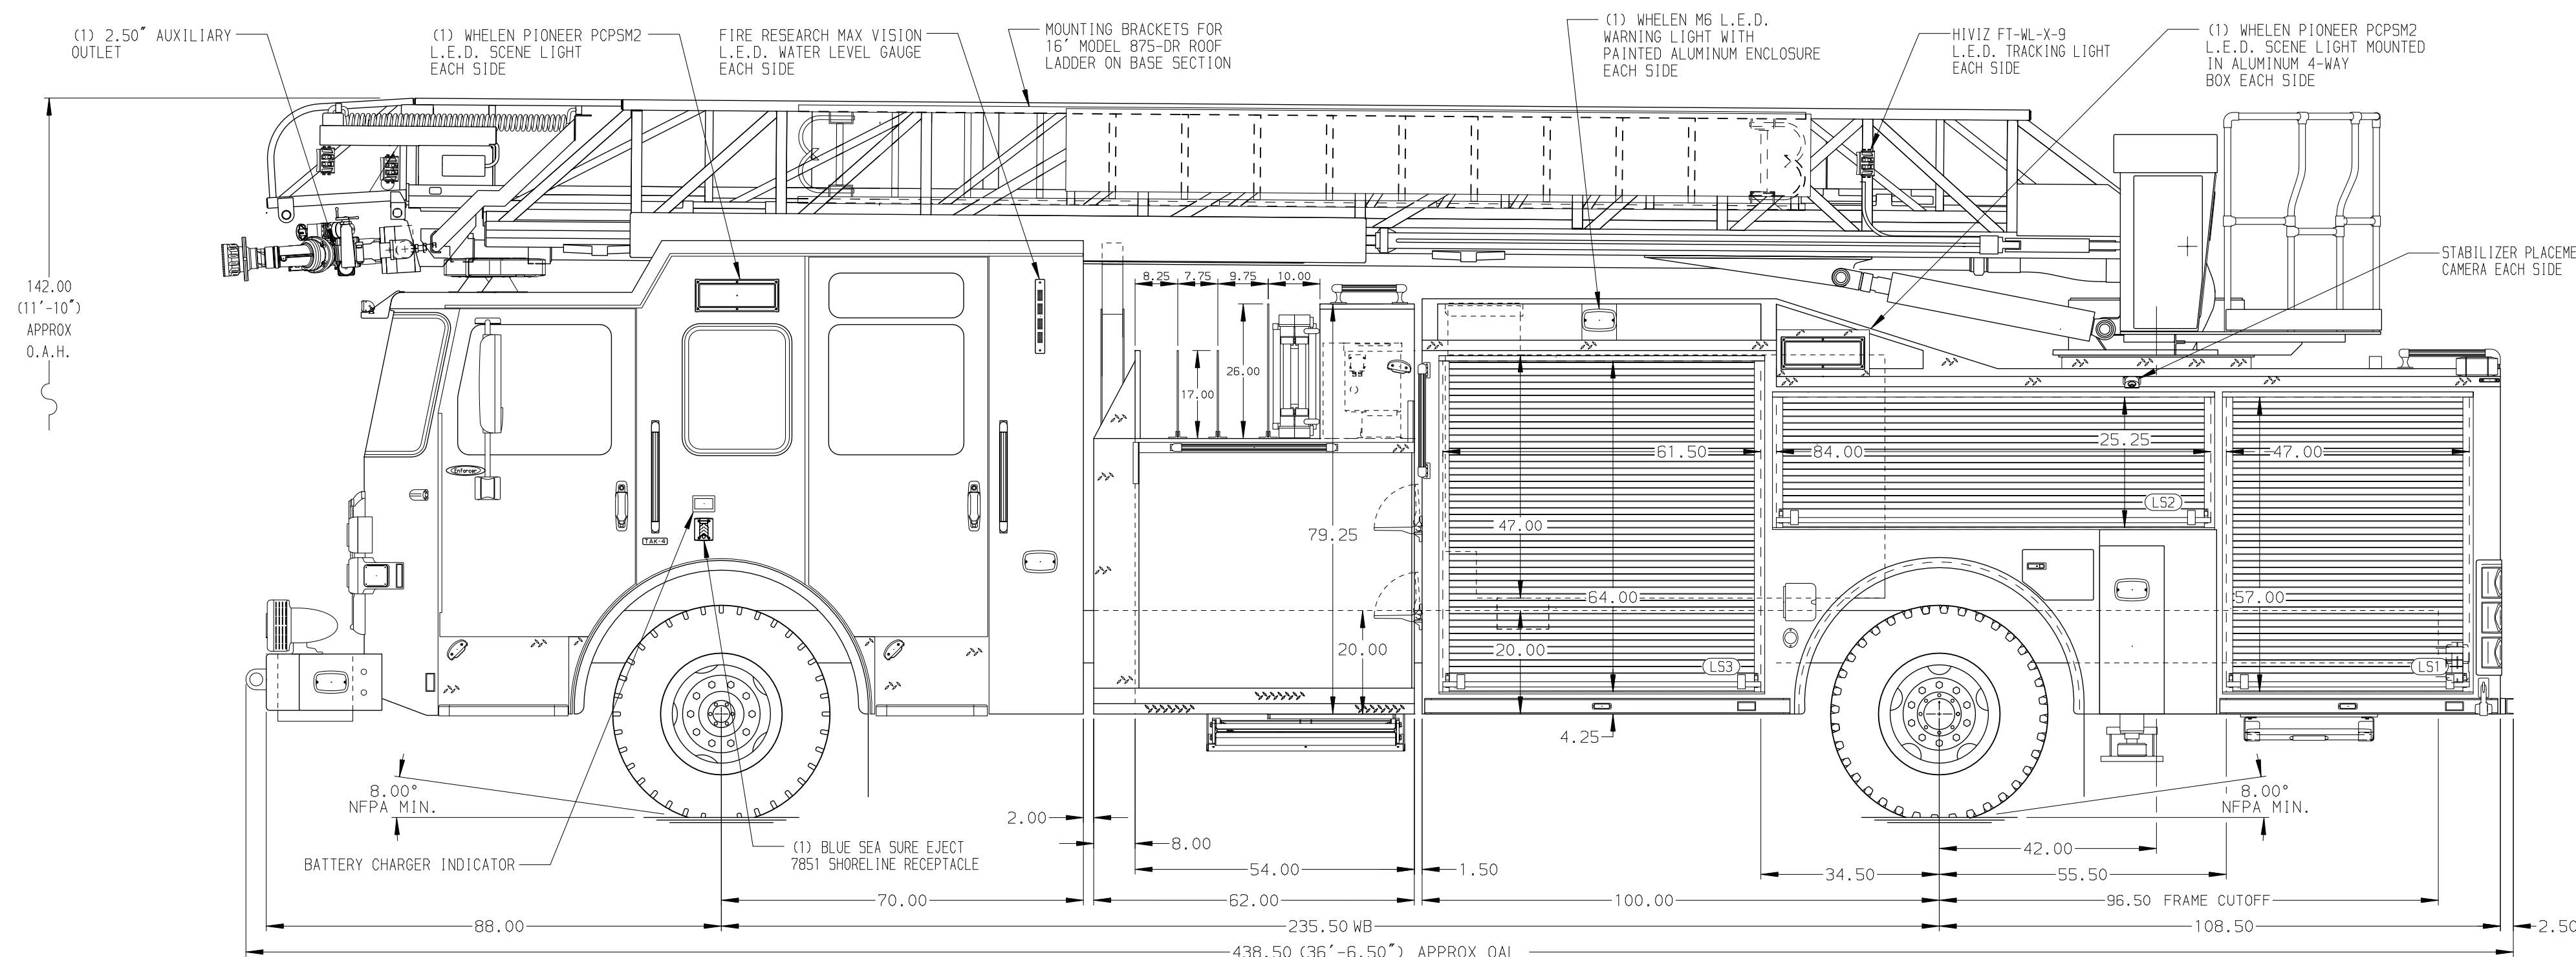 (1) 2.50" AUXILIARY
OUTLET
(1) WHELEN PIONEER PCPSM2
L.E.D. SCENE LIGHT
EACH SIDE
FIRE RESEARCH MAX VISION
L.E.D. WATER LEVEL GAUGE
EACH SIDE
MOUNTING BRACKETS FOR
16' MODEL 875-DR ROOF
LADDER ON BASE SECTION
(1) WHELEN M6 L.E.D.
WARNING LIGHT WITH
PAINTED ALUMINUM ENCLOSURE
EACH SIDE
HIVIZ FT-WL-X-9
L.E.D. TRACKING LIGHT
EACH SIDE
(1) WHELEN PIONEER PCPSM2
L.E.D. SCENE LIGHT MOUNTED
IN ALUMINUM 4-WAY
BOX EACH SIDE
STABILIZER PLACEME
CAMERA EACH SIDE
142.00
(11'-10")
APPROX
O.A.H.
8.25
7.75
9.75
10.00
17.00
26.00
79.25
20.00
61.50
47.00
64.00
20.00
4.25
84.00
25.25
LS2
47.00
57.00
LS3
LS1
Enforcer
TAK-4
8.00°
NFPA MIN.
8.00°
NFPA MIN.
BATTERY CHARGER INDICATOR
(1) BLUE SEA SURE EJECT
7851 SHORELINE RECEPTACLE
2.00
8.00
54.00
1.50
34.50
42.00
55.50
70.00
62.00
100.00
96.50 FRAME CUTOFF
88.00
235.50 WB
108.50
2.50
438.50 (36'-6.50") APPROX OAL